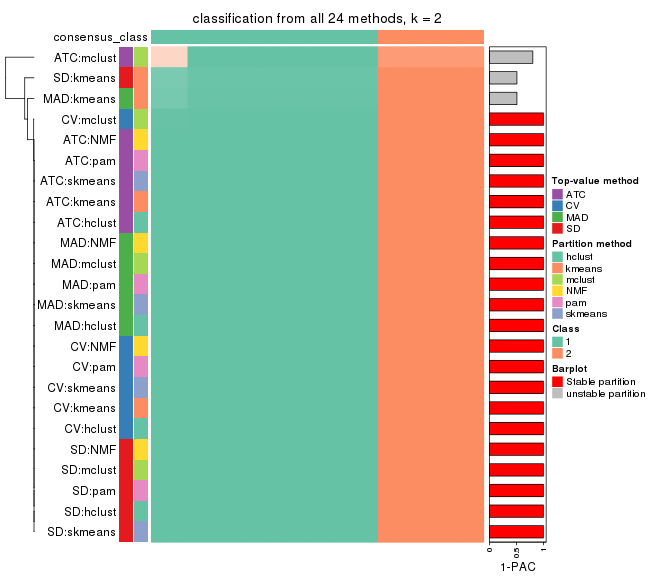 classification from all 24 methods, k = 2
consensus_class
ATC:mclust
SD:kmeans
MAD:kmeans
CV:mclust
ATC:NMF
ATC:pam
ATC:skmeans
ATC:kmeans
ATC:hclust
MAD:NMF
MAD:mclust
MAD:pam
MAD:skmeans
MAD:hclust
CV:NMF
CV:pam
CV:skmeans
CV:kmeans
CV:hclust
SD:NMF
SD:mclust
SD:pam
SD:hclust
SD:skmeans
0
0.5
1
1-PAC
Top-value method
ATC
CV
MAD
SD
Partition method
hclust
kmeans
mclust
NMF
pam
skmeans
Class
1
2
Barplot
Stable partition
unstable partition